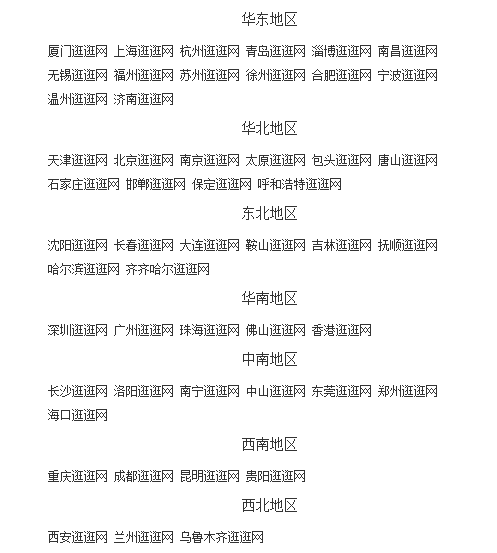 华东地区
厦门逛逛网 上海逛逛网 杭州逛逛网 青岛逛逛网 淄博逛逛网 南昌逛逛网
无锡逛逛网 福州逛逛网 苏州逛逛网 徐州逛逛网 合肥逛逛网 宁波逛逛网
温州逛逛网 济南逛逛网
华北地区
天津逛逛网 北京逛逛网 南京逛逛网 太原逛逛网 包头逛逛网 唐山逛逛网
石家庄逛逛网 邯郸逛逛网 保定逛逛网 呼和浩特逛逛网
东北地区
沈阳逛逛网 长春逛逛网 大连逛逛网 鞍山逛逛网 吉林逛逛网 抚顺逛逛网
哈尔滨逛逛网 齐齐哈尔逛逛网
华南地区
深圳逛逛网 广州逛逛网 珠海逛逛网 佛山逛逛网 香港逛逛网
中南地区
长沙逛逛网 洛阳逛逛网 南宁逛逛网 中山逛逛网 东莞逛逛网 郑州逛逛网
海口逛逛网
西南地区
重庆逛逛网 成都逛逛网 昆明逛逛网 贵阳逛逛网
西北地区
西安逛逛网 兰州逛逛网 乌鲁木齐逛逛网